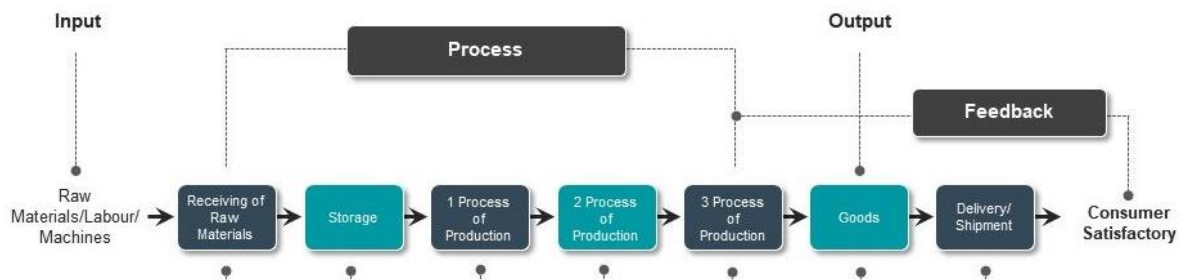 Input
Output
Process
Feedback
Raw
Materials/Labour/
Machines
Receiving of
Raw
Materials
Storage
1 Process
of
Production
2 Process
of
Production
3 Process
of
Production
Goods
Delivery/
Shipment
Consumer
Satisfactory